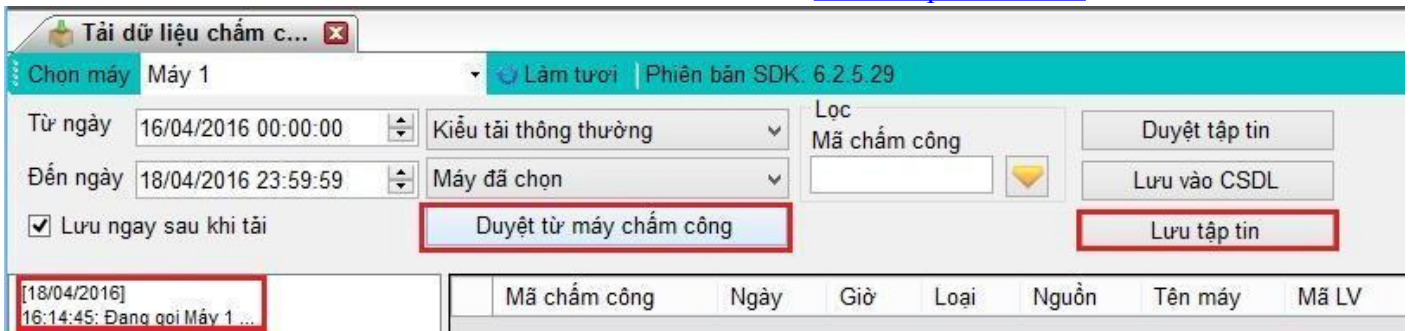 Tải dữ liệu chấm c...
Chọn máy Máy 1 Làm tươi Phiên bản SDK: 6.2.5.29
Từ ngày 16/04/2016 00:00:00 Kiểu tải thông thường Lọc Duyệt tập tin
Mã chấm công
Đến ngày 18/04/2016 23:59:59 Máy đã chọn Lưu vào CSDL
Lưu ngay sau khi tải Duyệt từ máy chấm công Lưu tập tin
[18/04/2016] Mã chấm công Ngày Giờ Loại Nguồn Tên máy Mã LV
16:14:45: Đang gọi Máy 1 ...